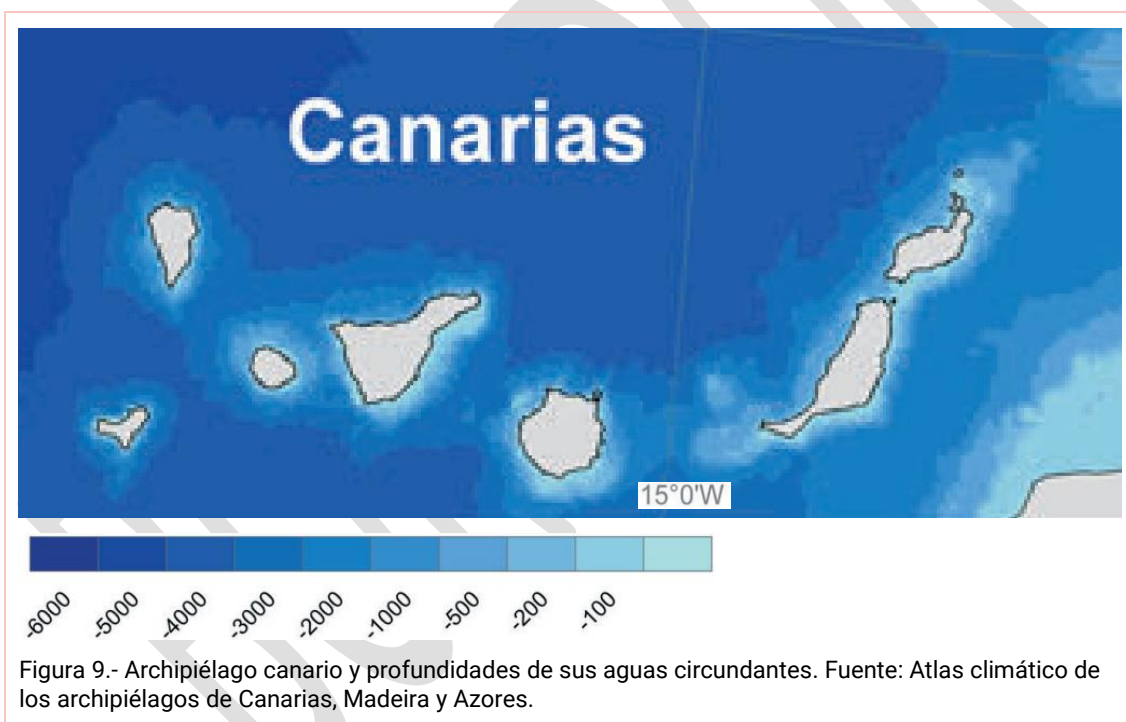 Canarias
15°0'W
-6000 -5000 -4000 -3000 -2000 -1000 -500 -200 -100
Figura 9.- Archipiélago canario y profundidades de sus aguas circundantes. Fuente: Atlas climático de
los archipiélagos de Canarias, Madeira y Azores.